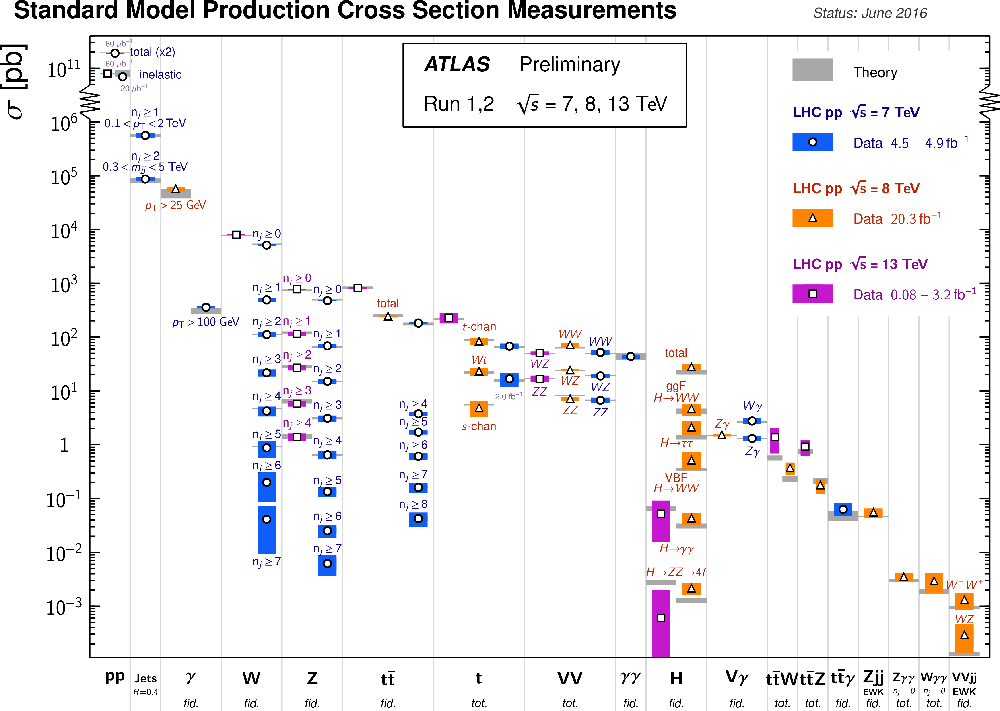 Standard Model Production Cross Section Measurements
Status: June 2016
σ [pb]
10¹¹
10⁶
10⁵
10⁴
10³
10²
10¹
1
10⁻¹
10⁻²
10⁻³
ATLAS Preliminary
Run 1,2 √s = 7, 8, 13 TeV
Theory
LHC pp √s = 7 TeV
Data 4.5 − 4.9 fb⁻¹
LHC pp √s = 8 TeV
Data 20.3 fb⁻¹
LHC pp √s = 13 TeV
Data 0.08 − 3.2 fb⁻¹
80 μb⁻¹
total (x2)
60 μb⁻¹
inelastic
20 μb⁻¹
nⱼ ≥ 1
0.1 < pT < 2 TeV
nⱼ ≥ 2
0.3 < mⱼⱼ < 5 TeV
pT > 25 GeV
pT > 100 GeV
nⱼ ≥ 0
nⱼ ≥ 1
nⱼ ≥ 2
nⱼ ≥ 3
nⱼ ≥ 4
nⱼ ≥ 5
nⱼ ≥ 6
nⱼ ≥ 7
nⱼ ≥ 0
nⱼ ≥ 1
nⱼ ≥ 2
nⱼ ≥ 3
nⱼ ≥ 4
nⱼ ≥ 0
nⱼ ≥ 1
nⱼ ≥ 2
nⱼ ≥ 3
nⱼ ≥ 4
nⱼ ≥ 5
nⱼ ≥ 6
nⱼ ≥ 7
total
nⱼ ≥ 4
nⱼ ≥ 5
nⱼ ≥ 6
nⱼ ≥ 7
nⱼ ≥ 8
t-chan
Wt
s-chan
2.0 fb⁻¹
WZ
ZZ
WW
WZ
ZZ
WW
WZ
ZZ
total
ggF
H→WW
H→ττ
VBF
H→WW
H→γγ
H→ZZ→4ℓ
Zγ
Wγ
Zγ
W±W±
WZ
pp
Jets
R=0.4
γ
fid.
W
fid.
Z
fid.
tt̄
fid.
t
tot.
VV
tot.
γγ
fid.
H
fid.
Vγ
fid.
tt̄W
tot.
tt̄Z
tot.
tt̄γ
fid.
Zjj
EWK
fid.
Zγγ
nⱼ = 0
tot.
Wγγ
nⱼ = 0
tot.
VVjj
EWK
fid.